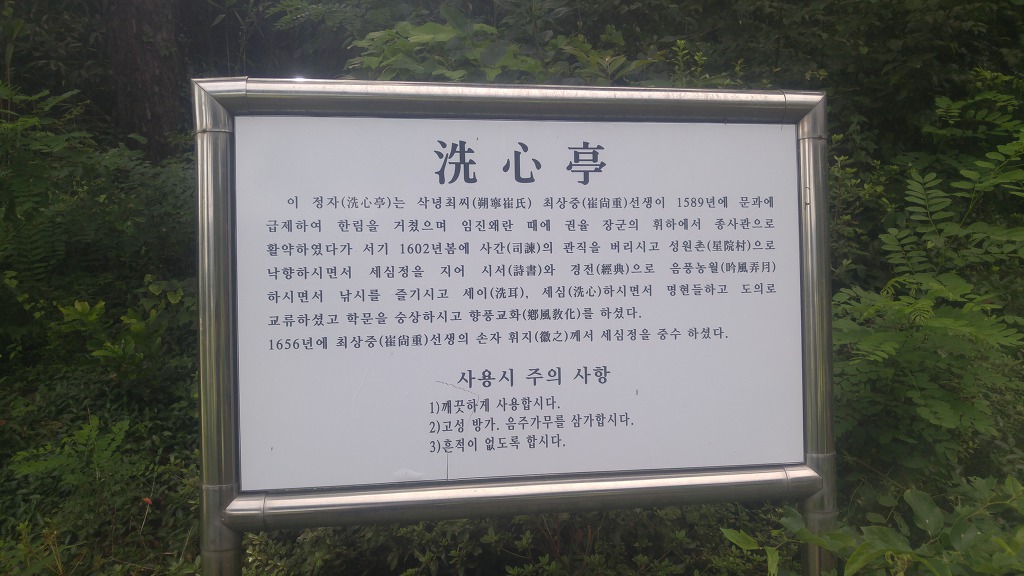 洗心亭
이 정자(洗心亭)는 삭녕최씨(朔寧崔氏) 최상중(崔尙重)선생이 1589년에 문과에
급제하여 한림을 거쳤으며 임진왜란 때에 권율 장군의 휘하에서 종사관으로
활약하였다가 서기 1602년봄에 사간(司諫)의 관직을 버리시고 성원촌(星院村)으로
낙향하시면서 세심정을 지어 시서(詩書)와 경전(經典)으로 음풍농월(吟風弄月)
하시면서 낚시를 즐기시고 세이(洗耳), 세심(洗心)하시면서 명현들하고 도의로
교류하셨고 학문을 숭상하시고 향풍교화(鄕風敎化)를 하셨다.
1656년에 최상중(崔尙重)선생의 손자 휘지(徽之)께서 세심정을 중수 하셨다.
사용시 주의 사항
1)깨끗하게 사용합시다.
2)고성 방가. 음주가무를 삼가합시다.
3)흔적이 없도록 합시다.